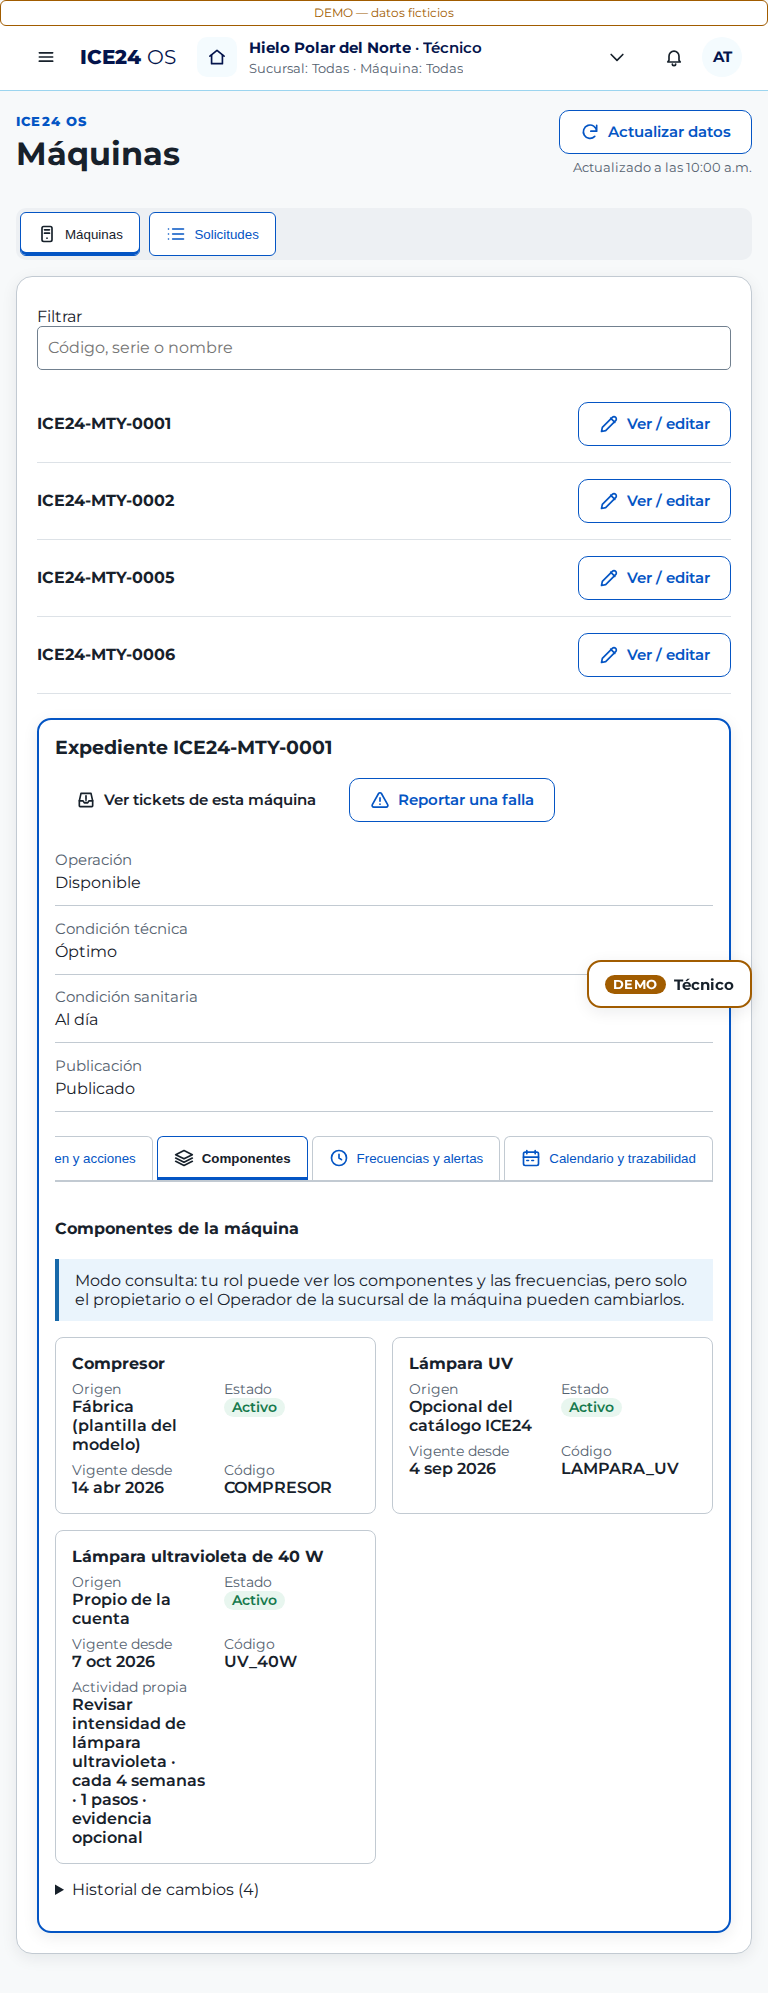 DEMO — datos ficticios
ICE24 OS
Hielo Polar del Norte · Técnico
Sucursal: Todas · Máquina: Todas
AT
ICE24 OS
Máquinas
Actualizar datos
Actualizado a las 10:00 a.m.
Máquinas
Solicitudes
Filtrar
Código, serie o nombre
ICE24-MTY-0001
Ver / editar
ICE24-MTY-0002
Ver / editar
ICE24-MTY-0005
Ver / editar
ICE24-MTY-0006
Ver / editar
Expediente ICE24-MTY-0001
Ver tickets de esta máquina
Reportar una falla
Operación
Disponible
Condición técnica
Óptimo
DEMO Técnico
Condición sanitaria
Al día
Publicación
Publicado
en y acciones
Componentes
Frecuencias y alertas
Calendario y trazabilidad
Componentes de la máquina
Modo consulta: tu rol puede ver los componentes y las frecuencias, pero solo
el propietario o el Operador de la sucursal de la máquina pueden cambiarlos.
Compresor
Origen
Fábrica
(plantilla del
modelo)
Estado
Activo
Vigente desde
14 abr 2026
Código
COMPRESOR
Lámpara UV
Origen
Opcional del
catálogo ICE24
Estado
Activo
Vigente desde
4 sep 2026
Código
LAMPARA_UV
Lámpara ultravioleta de 40 W
Origen
Propio de la
cuenta
Estado
Activo
Vigente desde
7 oct 2026
Código
UV_40W
Actividad propia
Revisar
intensidad de
lámpara
ultravioleta ·
cada 4 semanas
· 1 pasos ·
evidencia
opcional
Historial de cambios (4)